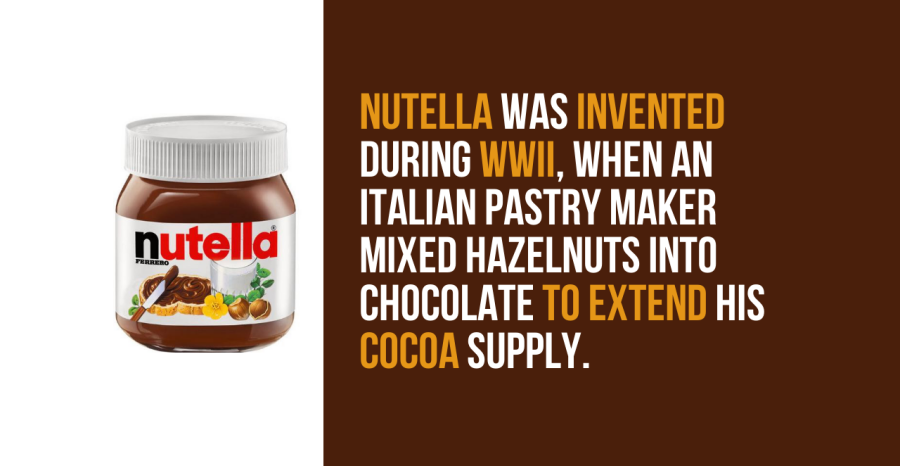 nutella
FERRERO
NUTELLA WAS INVENTED
DURING WWII, WHEN AN
ITALIAN PASTRY MAKER
MIXED HAZELNUTS INTO
CHOCOLATE TO EXTEND HIS
COCOA SUPPLY.